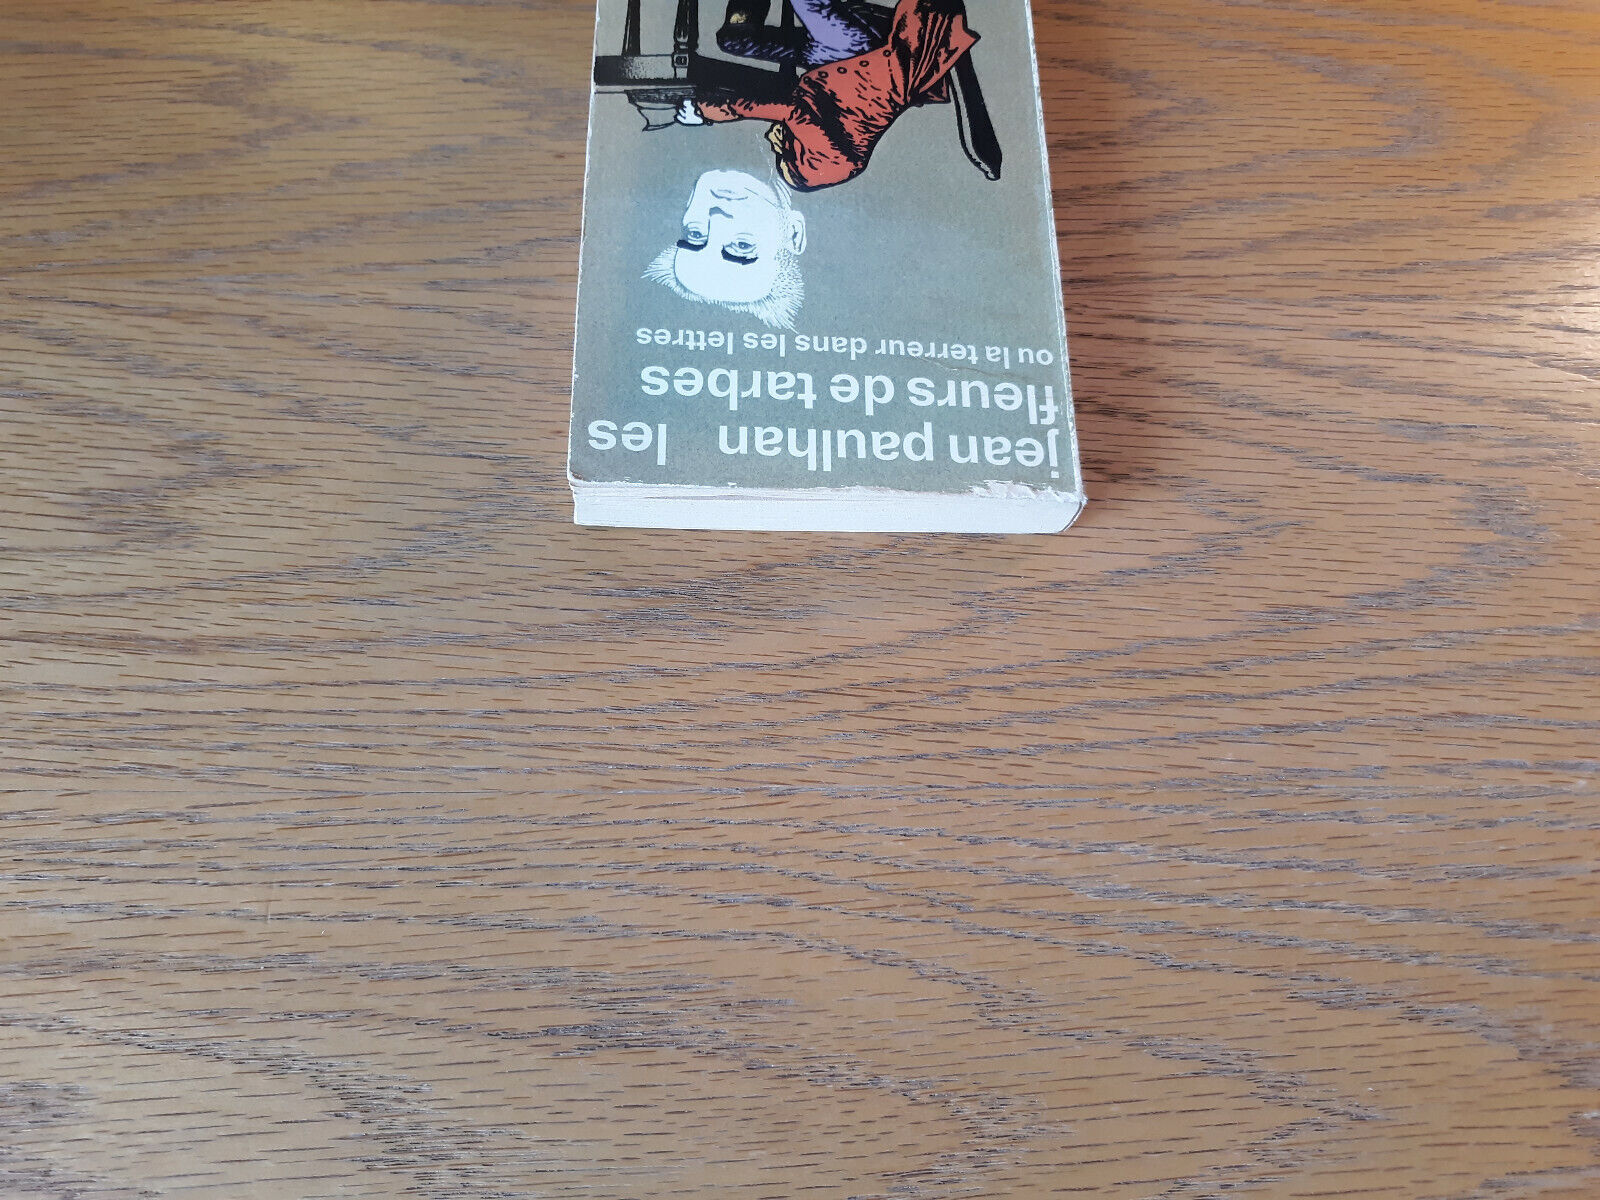 jean paulhan les
fleurs de tarbes
ou la terreur dans les lettres